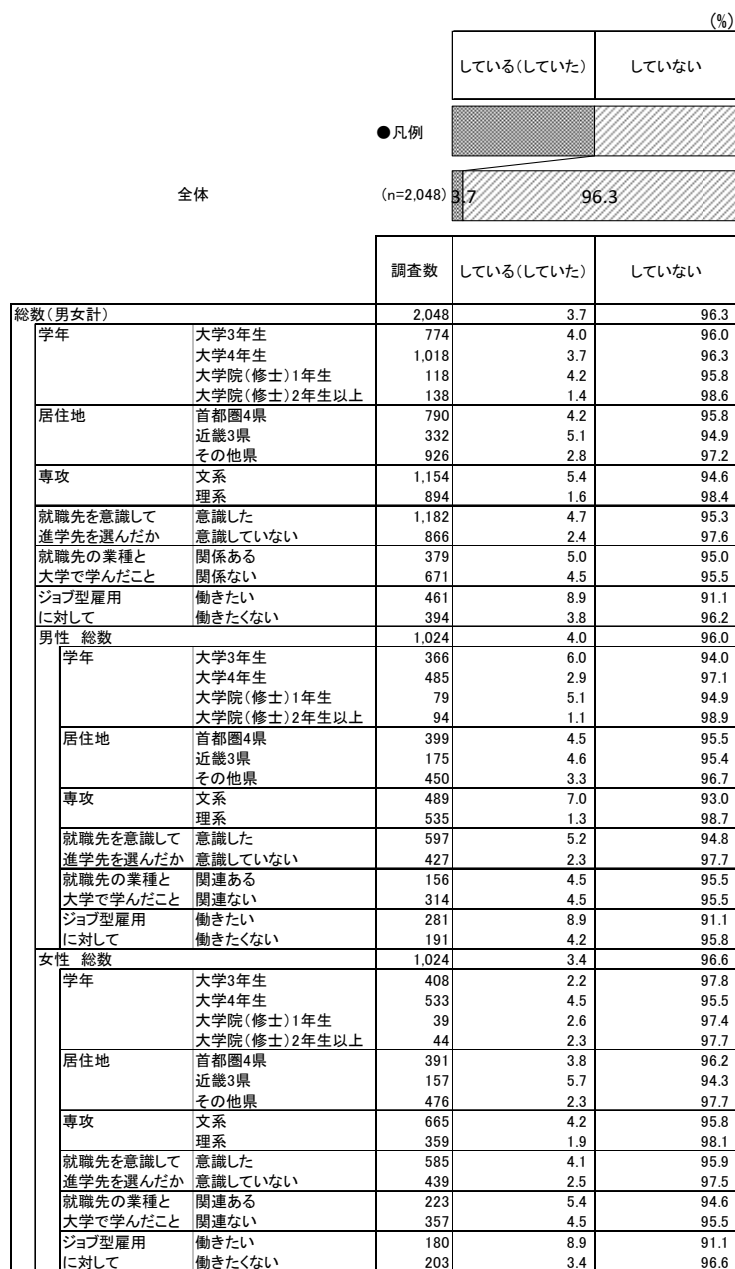 (%)
している(していた) していない
●凡例
全体 (n=2,048) 3.7 96.3
調査数 している(していた) していない
総数(男女計) 2,048 3.7 96.3
学年 大学3年生 774 4.0 96.0
大学4年生 1,018 3.7 96.3
大学院(修士)1年生 118 4.2 95.8
大学院(修士)2年生以上 138 1.4 98.6
居住地 首都圏4県 790 4.2 95.8
近畿3県 332 5.1 94.9
その他県 926 2.8 97.2
専攻 文系 1,154 5.4 94.6
理系 894 1.6 98.4
就職先を意識して 意識した 1,182 4.7 95.3
進学先を選んだか 意識していない 866 2.4 97.6
就職先の業種と 関係ある 379 5.0 95.0
大学で学んだこと 関係ない 671 4.5 95.5
ジョブ型雇用 働きたい 461 8.9 91.1
に対して 働きたくない 394 3.8 96.2
男性 総数 1,024 4.0 96.0
学年 大学3年生 366 6.0 94.0
大学4年生 485 2.9 97.1
大学院(修士)1年生 79 5.1 94.9
大学院(修士)2年生以上 94 1.1 98.9
居住地 首都圏4県 399 4.5 95.5
近畿3県 175 4.6 95.4
その他県 450 3.3 96.7
専攻 文系 489 7.0 93.0
理系 535 1.3 98.7
就職先を意識して 意識した 597 5.2 94.8
進学先を選んだか 意識していない 427 2.3 97.7
就職先の業種と 関連ある 156 4.5 95.5
大学で学んだこと 関連ない 314 4.5 95.5
ジョブ型雇用 働きたい 281 8.9 91.1
に対して 働きたくない 191 4.2 95.8
女性 総数 1,024 3.4 96.6
学年 大学3年生 408 2.2 97.8
大学4年生 533 4.5 95.5
大学院(修士)1年生 39 2.6 97.4
大学院(修士)2年生以上 44 2.3 97.7
居住地 首都圏4県 391 3.8 96.2
近畿3県 157 5.7 94.3
その他県 476 2.3 97.7
専攻 文系 665 4.2 95.8
理系 359 1.9 98.1
就職先を意識して 意識した 585 4.1 95.9
進学先を選んだか 意識していない 439 2.5 97.5
就職先の業種と 関連ある 223 5.4 94.6
大学で学んだこと 関連ない 357 4.5 95.5
ジョブ型雇用 働きたい 180 8.9 91.1
に対して 働きたくない 203 3.4 96.6